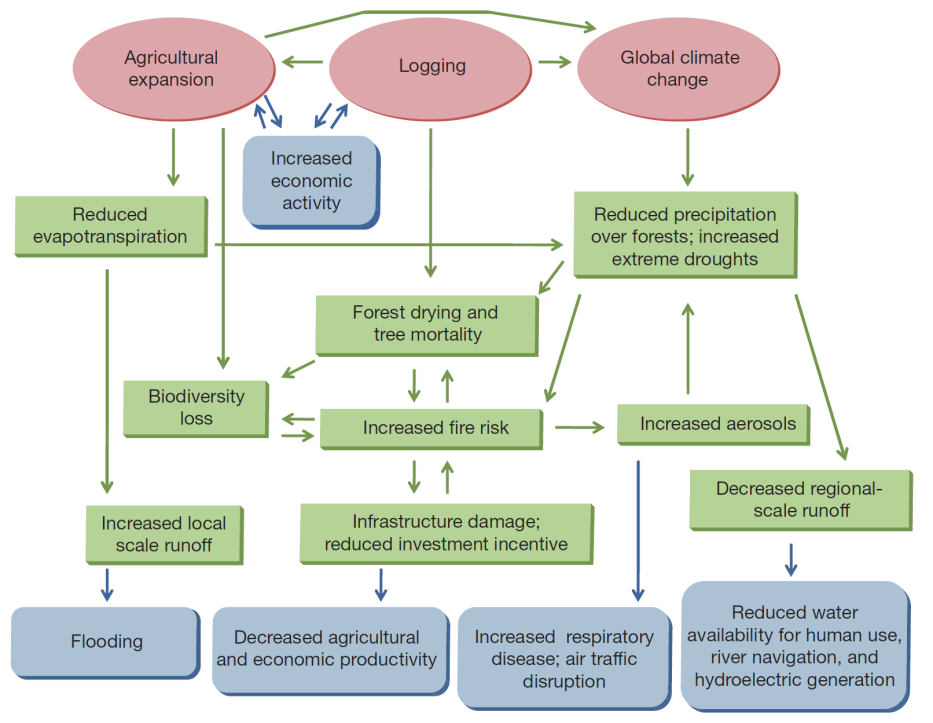 Agricultural
expansion
Logging
Global climate
change
Increased
economic
activity
Reduced
evapotranspiration
Reduced precipitation
over forests; increased
extreme droughts
Forest drying and
tree mortality
Biodiversity
loss
Increased fire risk
Increased aerosols
Decreased regional-
scale runoff
Increased local
scale runoff
Infrastructure damage;
reduced investment incentive
Flooding
Decreased agricultural
and economic productivity
Increased respiratory
disease; air traffic
disruption
Reduced water
availability for human use,
river navigation, and
hydroelectric generation